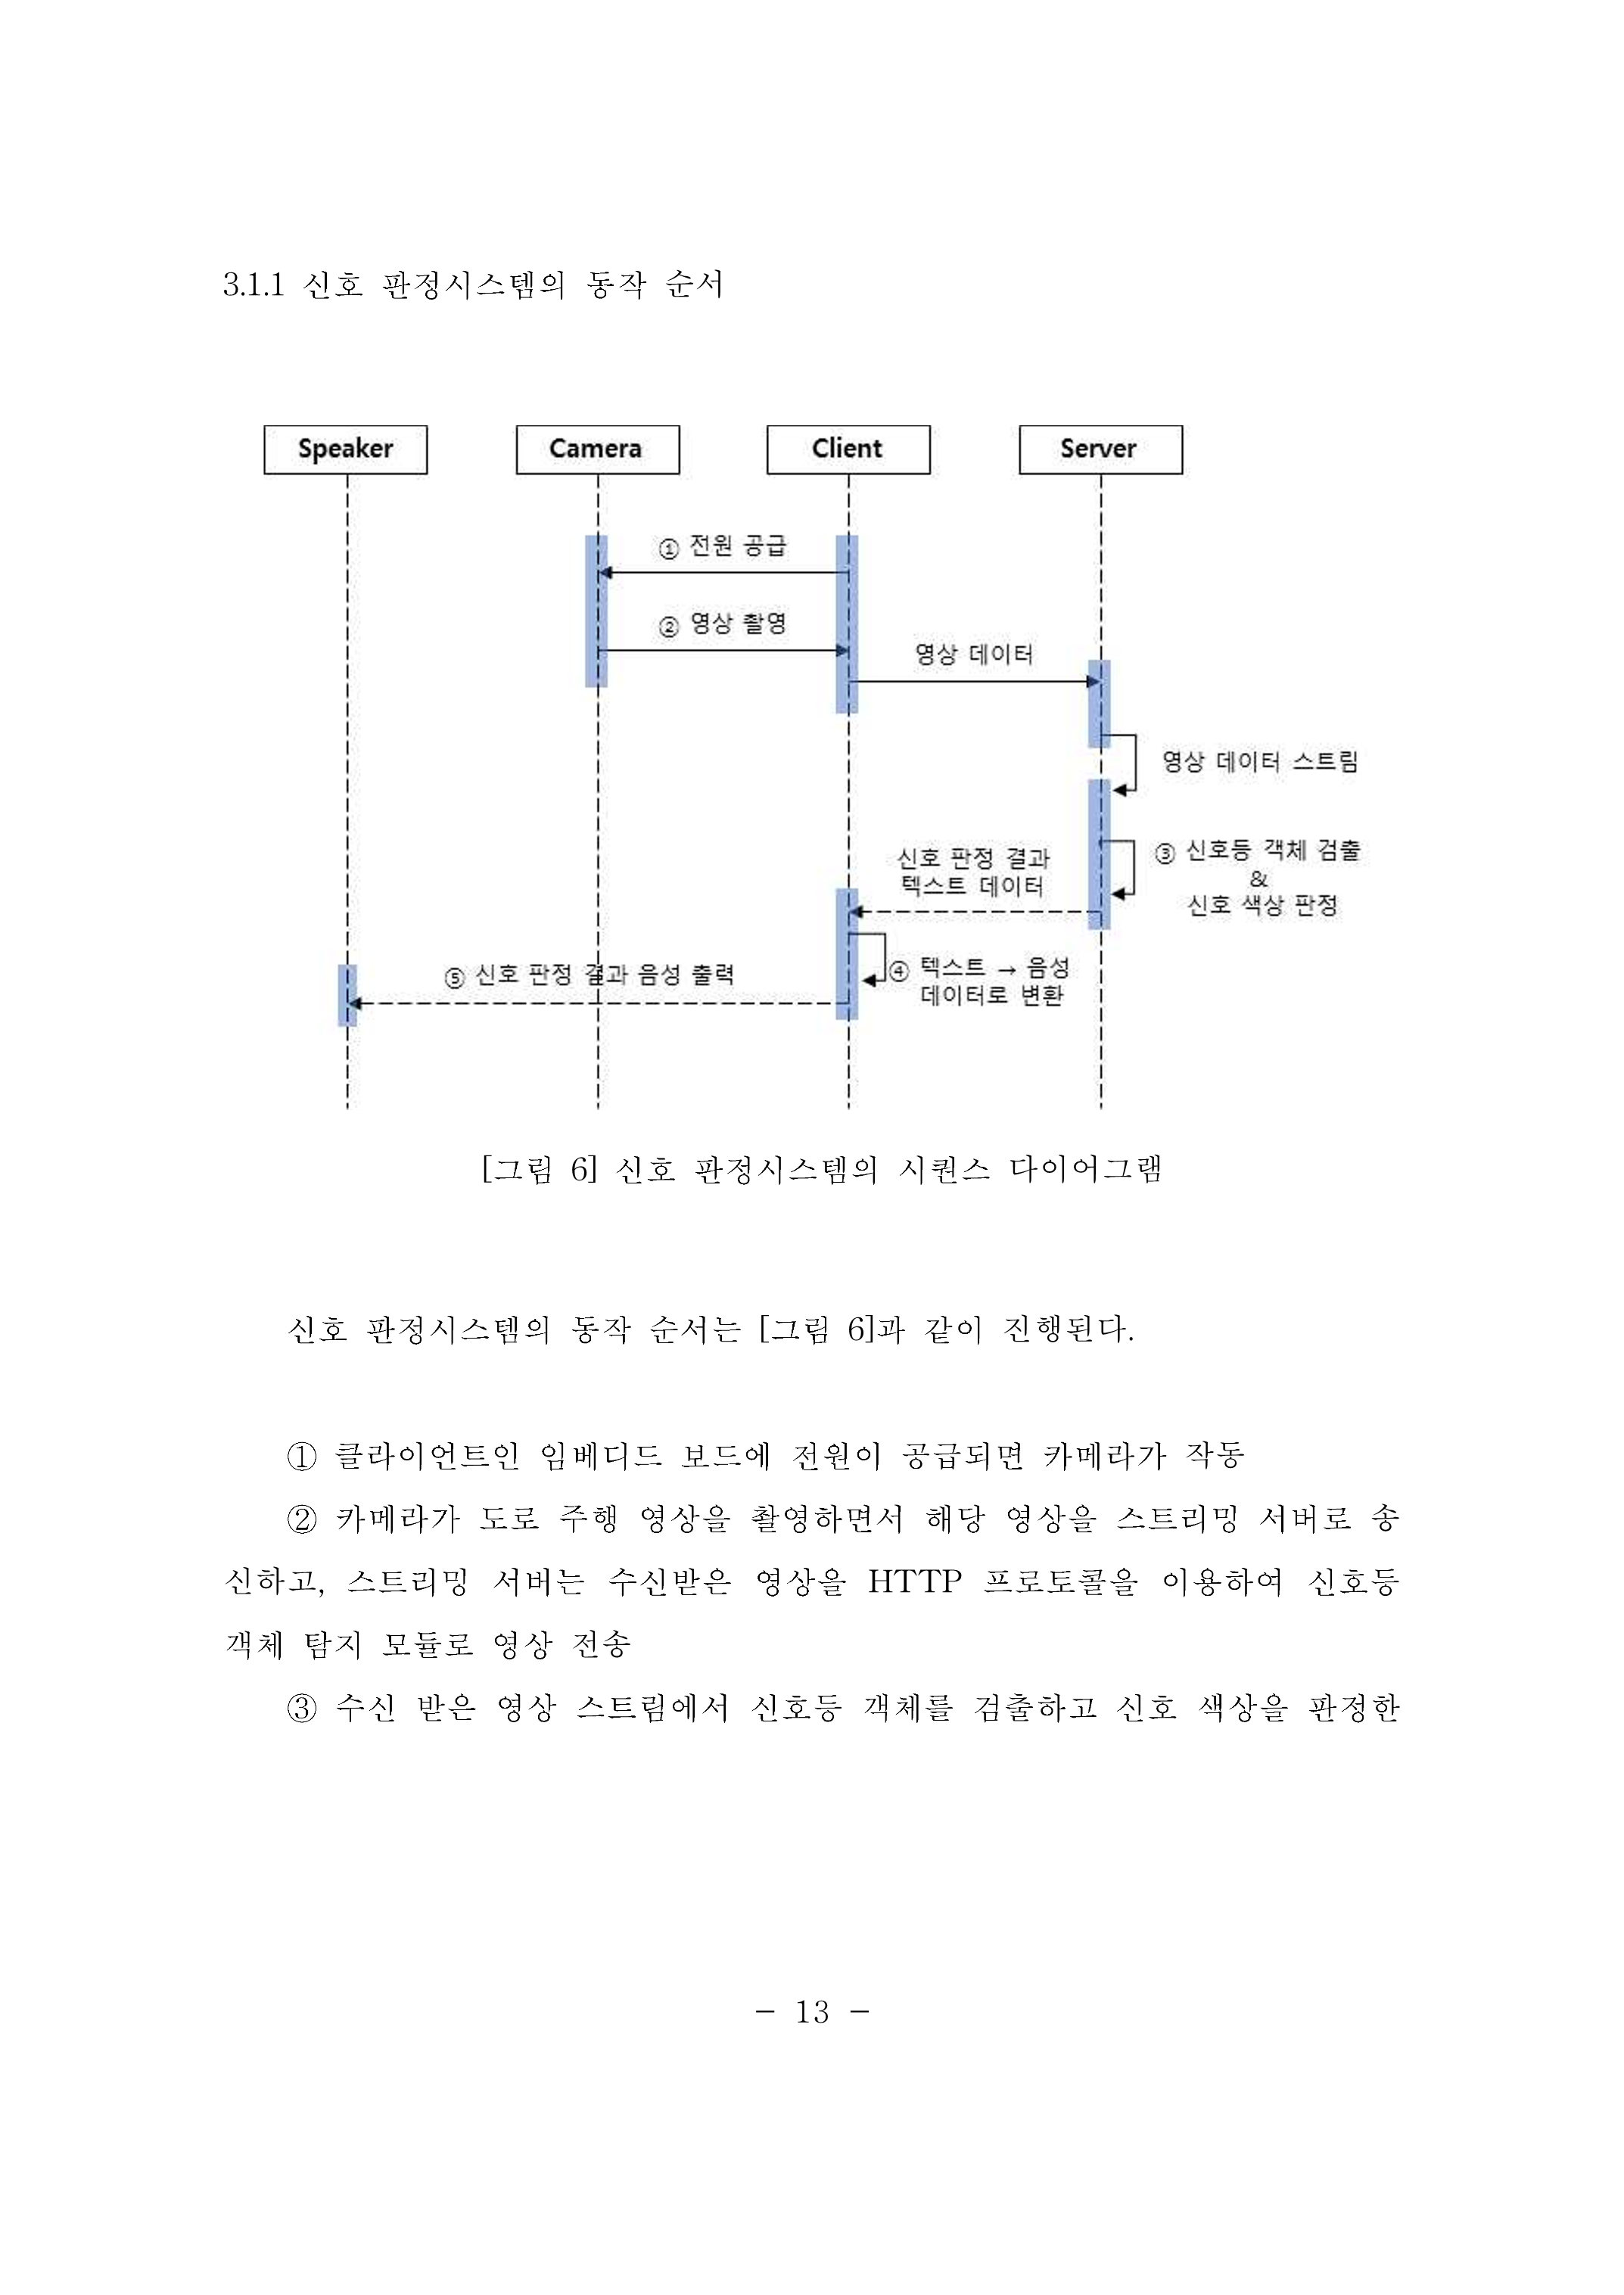 3.1.1 신호 판정시스템의 동작 순서
Speaker
Camera
Client
Server
① 전원 공급
② 영상 촬영
영상 데이터
영상 데이터 스트림
③ 신호등 객체 검출
&
신호 색상 판정
신호 판정 결과
텍스트 데이터
④ 텍스트 → 음성
데이터로 변환
⑤ 신호 판정 결과 음성 출력
[그림 6] 신호 판정시스템의 시퀀스 다이어그램
신호 판정시스템의 동작 순서는 [그림 6]과 같이 진행된다.
① 클라이언트인 임베디드 보드에 전원이 공급되면 카메라가 작동
② 카메라가 도로 주행 영상을 촬영하면서 해당 영상을 스트리밍 서버로 송
신하고, 스트리밍 서버는 수신받은 영상을 HTTP 프로토콜을 이용하여 신호등
객체 탐지 모듈로 영상 전송
③ 수신 받은 영상 스트림에서 신호등 객체를 검출하고 신호 색상을 판정한
- 13 -